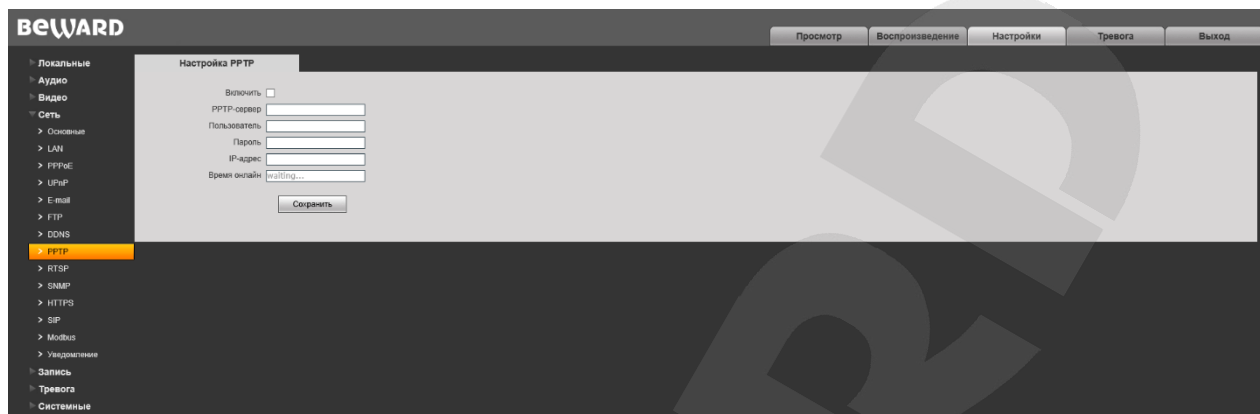 BEWARD
Просмотр Воспроизведение Настройки Тревога Выход
Локальные
Аудио
Видео
Сеть
> Основные
> LAN
> PPPoE
> UPnP
> E-mail
> FTP
> DDNS
> PPTP
> RTSP
> SNMP
> HTTPS
> SIP
> Modbus
> Уведомление
Запись
Тревога
Системные
Настройка PPTP
Включить
PPTP-сервер
Пользователь
Пароль
IP-адрес
Время онлайн waiting...
Сохранить
RD